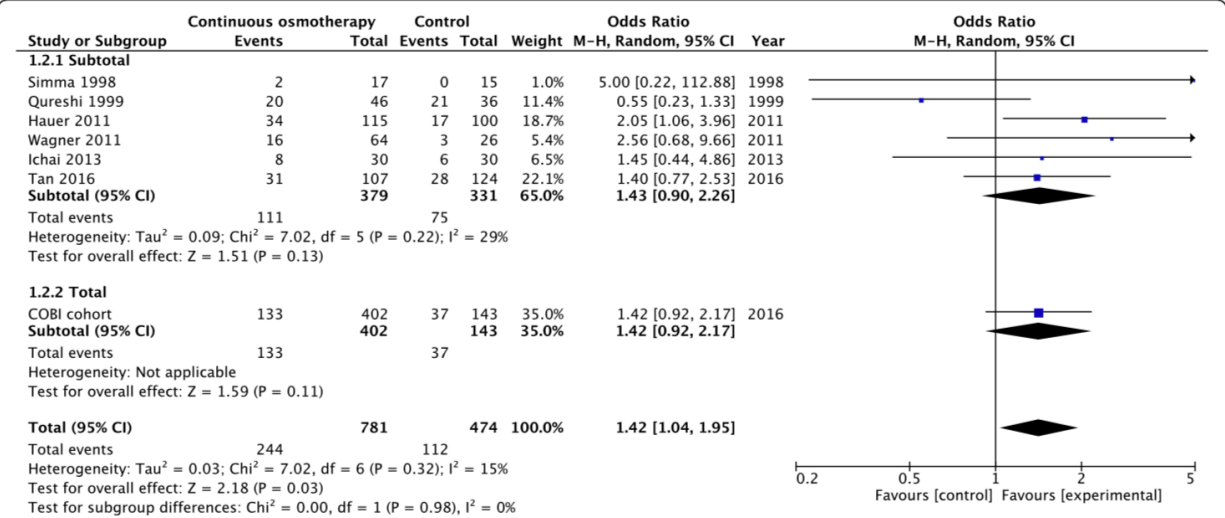 Continuous osmotherapy Control Odds Ratio Odds Ratio
Study or Subgroup Events Total Events Total Weight M-H, Random, 95% CI Year M-H, Random, 95% CI
1.2.1 Subtotal
Simma 1998 2 17 0 15 1.0% 5.00 [0.22, 112.88] 1998
Qureshi 1999 20 46 21 36 11.4% 0.55 [0.23, 1.33] 1999
Hauer 2011 34 115 17 100 18.7% 2.05 [1.06, 3.96] 2011
Wagner 2011 16 64 3 26 5.4% 2.56 [0.68, 9.66] 2011
Ichai 2013 8 30 6 30 6.5% 1.45 [0.44, 4.86] 2013
Tan 2016 31 107 28 124 22.1% 1.40 [0.77, 2.53] 2016
Subtotal (95% CI) 379 331 65.0% 1.43 [0.90, 2.26]
Total events 111 75
Heterogeneity: Tau² = 0.09; Chi² = 7.02, df = 5 (P = 0.22); I² = 29%
Test for overall effect: Z = 1.51 (P = 0.13)
1.2.2 Total
COBI cohort 133 402 37 143 35.0% 1.42 [0.92, 2.17] 2016
Subtotal (95% CI) 402 143 35.0% 1.42 [0.92, 2.17]
Total events 133 37
Heterogeneity: Not applicable
Test for overall effect: Z = 1.59 (P = 0.11)
Total (95% CI) 781 474 100.0% 1.42 [1.04, 1.95]
Total events 244 112
Heterogeneity: Tau² = 0.03; Chi² = 7.02, df = 6 (P = 0.32); I² = 15%
Test for overall effect: Z = 2.18 (P = 0.03)
Test for subgroup differences: Chi² = 0.00, df = 1 (P = 0.98), I² = 0%
0.2 0.5 1 2 5
Favours [control] Favours [experimental]